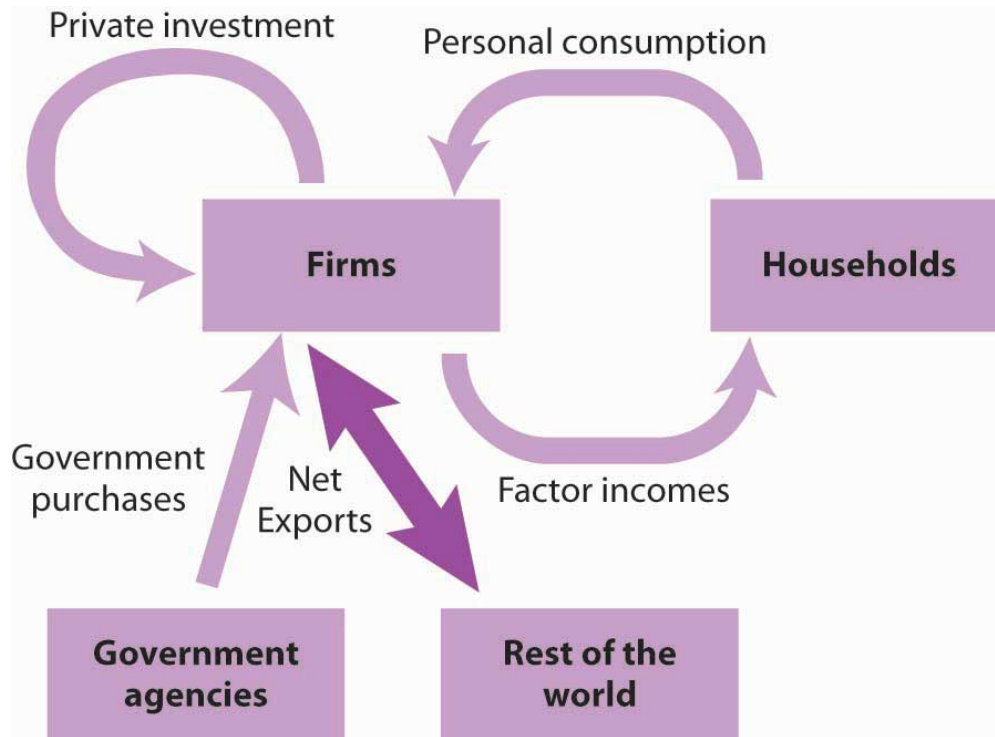 Private investment
Personal consumption
Firms
Households
Government
purchases
Net
Exports
Factor incomes
Government
agencies
Rest of the
world